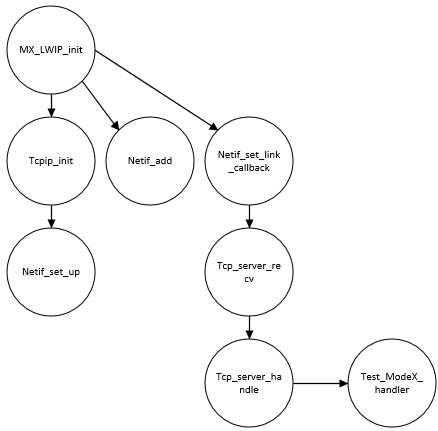 MX_LWIP_init
Tcpip_init
Netif_add
Netif_set_link
_callback
Netif_set_up
Tcp_server_re
cv
Tcp_server_ha
ndle
Test_ModeX_
handler